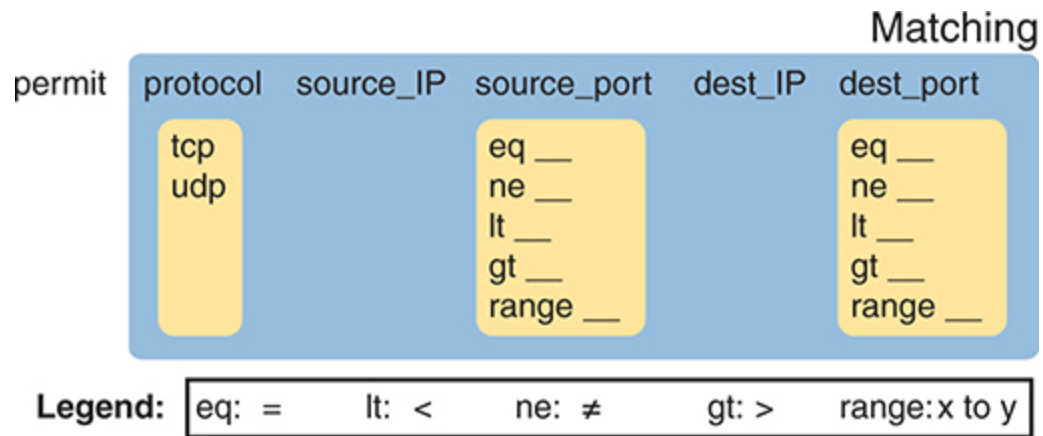 Matching
permit protocol source_IP source_port dest_IP dest_port
tcp eq __ eq __
udp ne __ ne __
lt __ lt __
gt __ gt __
range __ range __
Legend: eq: = lt: < ne: ≠ gt: > range: x to y